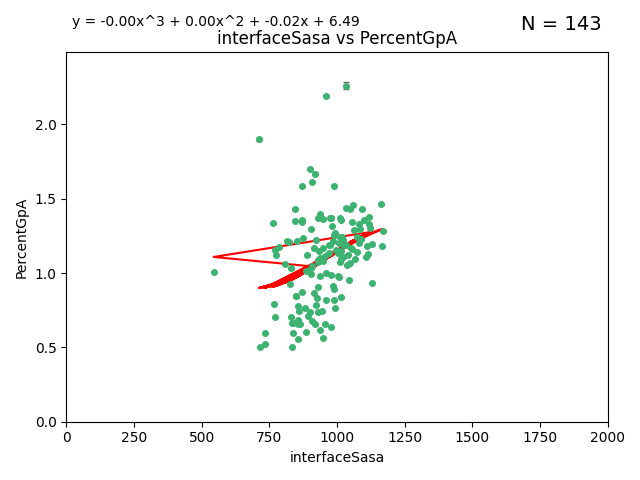 y = -0.00x^3 + 0.00x^2 + -0.02x + 6.49
N = 143
interfaceSasa vs PercentGpA
PercentGpA
2.0
1.5
1.0
0.5
0.0
0 250 500 750 1000 1250 1500 1750 2000
interfaceSasa